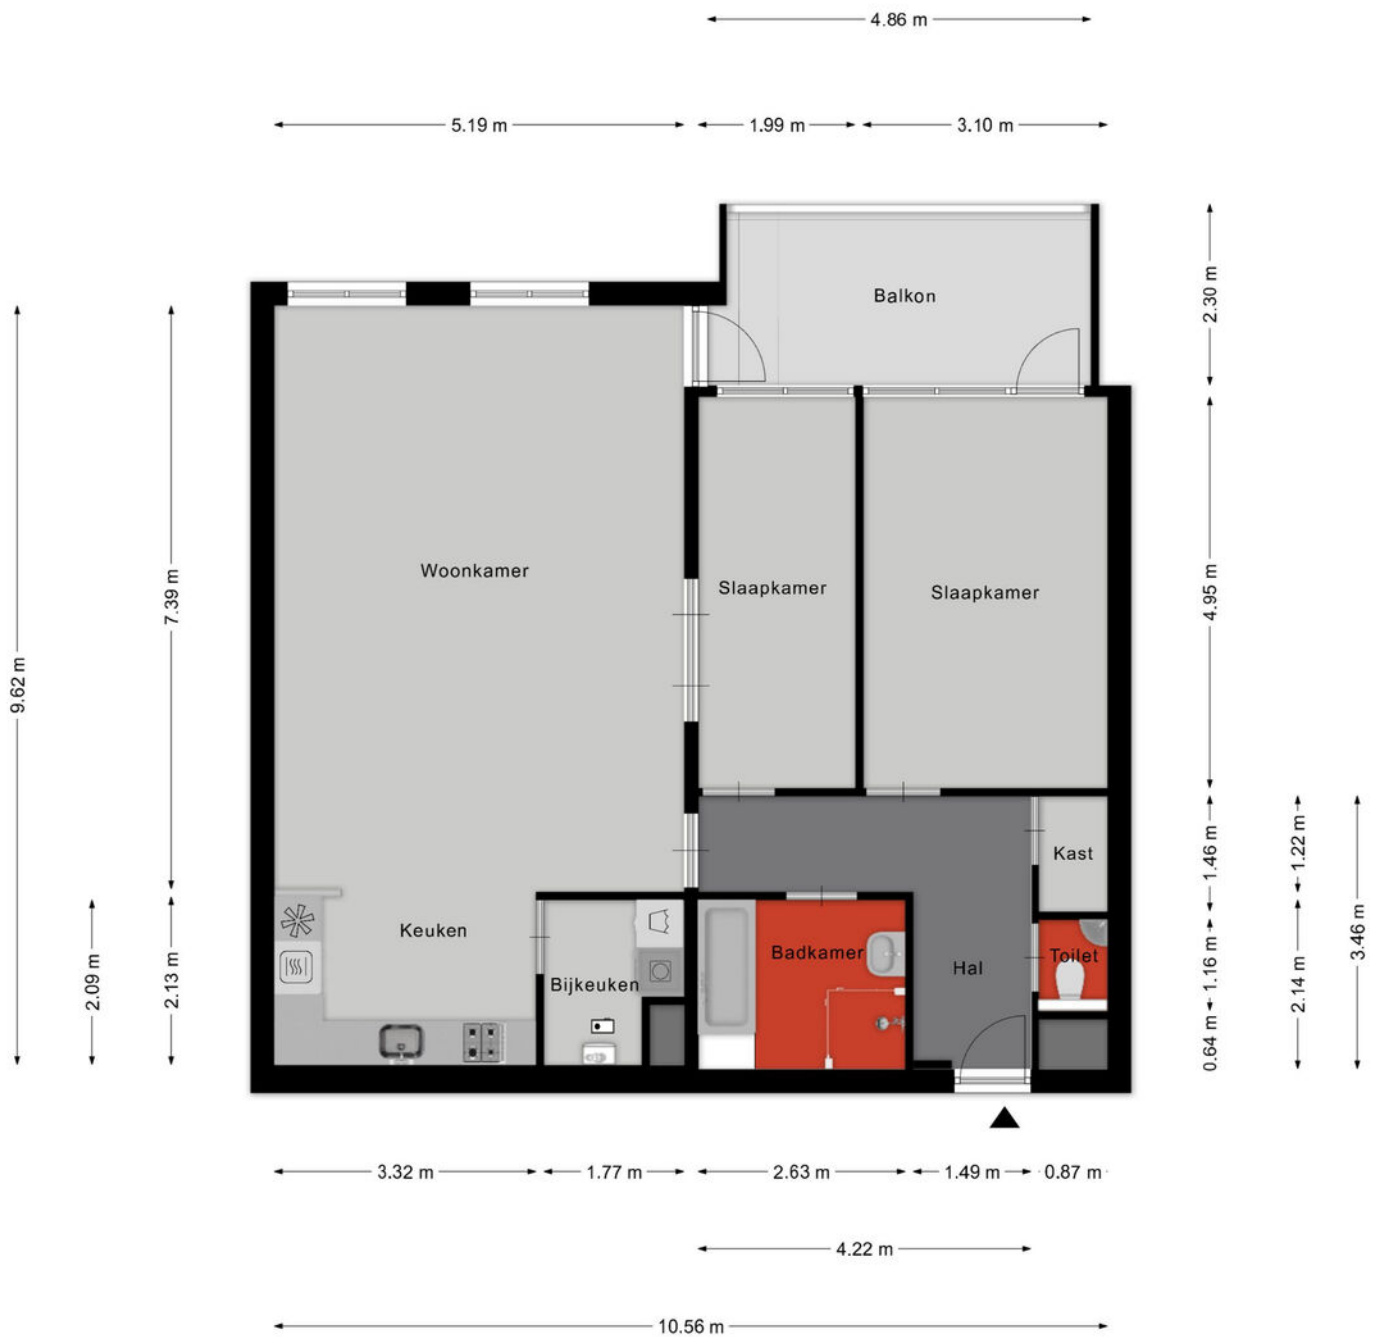 4.86 m
5.19 m
1.99 m
3.10 m
2.30 m
Balkon
Woonkamer
Slaapkamer
Slaapkamer
7.39 m
4.95 m
9.62 m
Kast
1.46 m
1.22 m
Keuken
Badkamer
Toilet
Hal
Bijkeuken
2.09 m
2.13 m
1.16 m
2.14 m
3.46 m
0.64 m
3.32 m
1.77 m
2.63 m
1.49 m
0.87 m
4.22 m
10.56 m